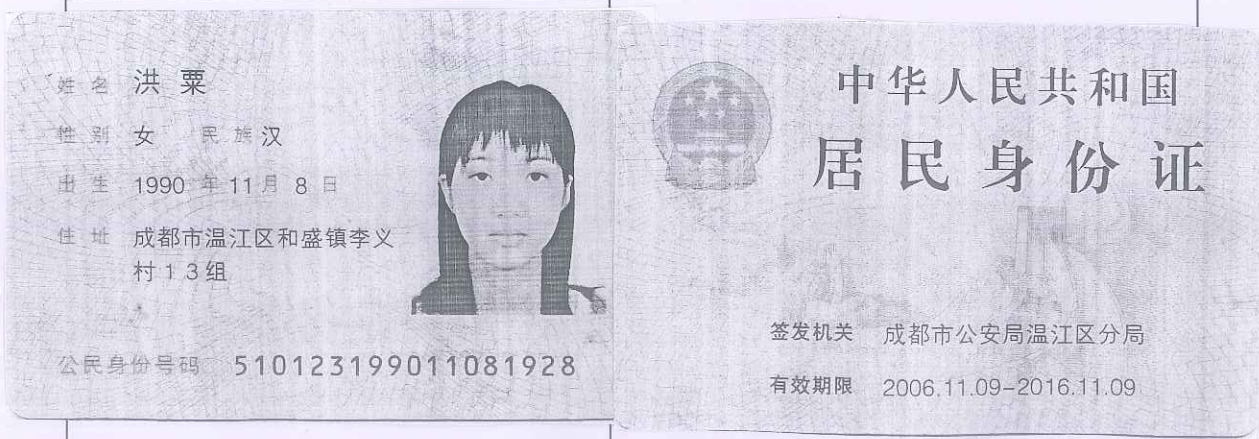 姓名 洪粟
性别 女 民族 汉
出生 1990 年 11 月 8 日
住址 成都市温江区和盛镇李义
村13组
公民身份号码 510123199011081928
中华人民共和国
居民身份证
签发机关 成都市公安局温江区分局
有效期限 2006.11.09-2016.11.09